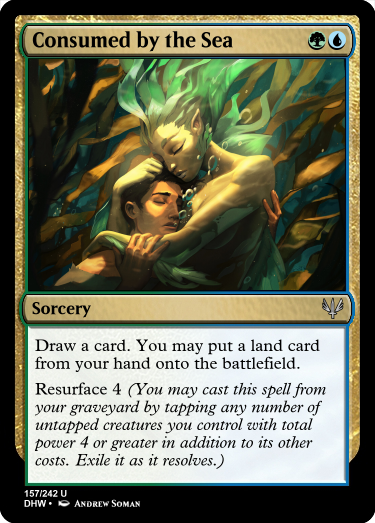 Consumed by the Sea
Sorcery
Draw a card. You may put a land card
from your hand onto the battlefield.
Resurface 4 (You may cast this spell from
your graveyard by tapping any number of
untapped creatures you control with total
power 4 or greater in addition to its other
costs. Exile it as it resolves.)
157/242 U
DHW • Andrew Soman